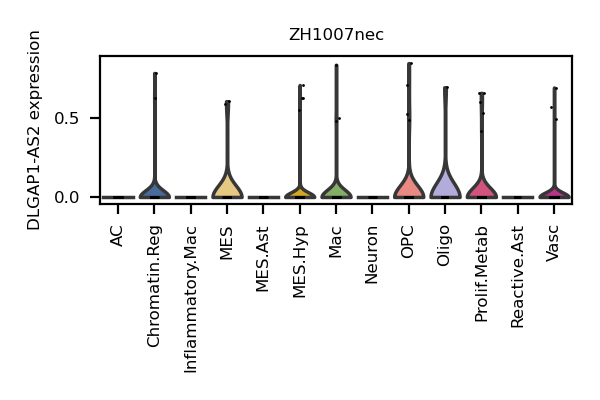 ZH1007nec
DLGAP1-AS2 expression
0.5
0.0
AC
Chromatin.Reg
Inflammatory.Mac
MES
MES.Ast
MES.Hyp
Mac
Neuron
OPC
Oligo
Prolif.Metab
Reactive.Ast
Vasc